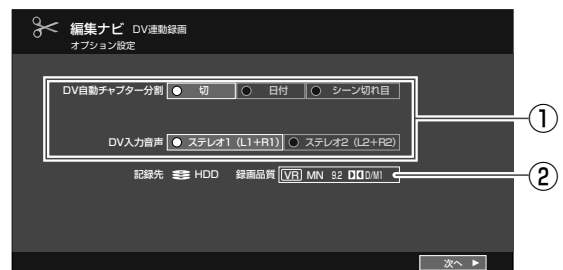 編集ナビ DV連動録画
オプション設定
DV自動チャプター分割 切 日付 シーン切れ目
①
DV入力音声 ステレオ1(L1+R1) ステレオ2(L2+R2)
記録先 HDD 録画品質 VR MN 9.2 D/M1
②
次へ